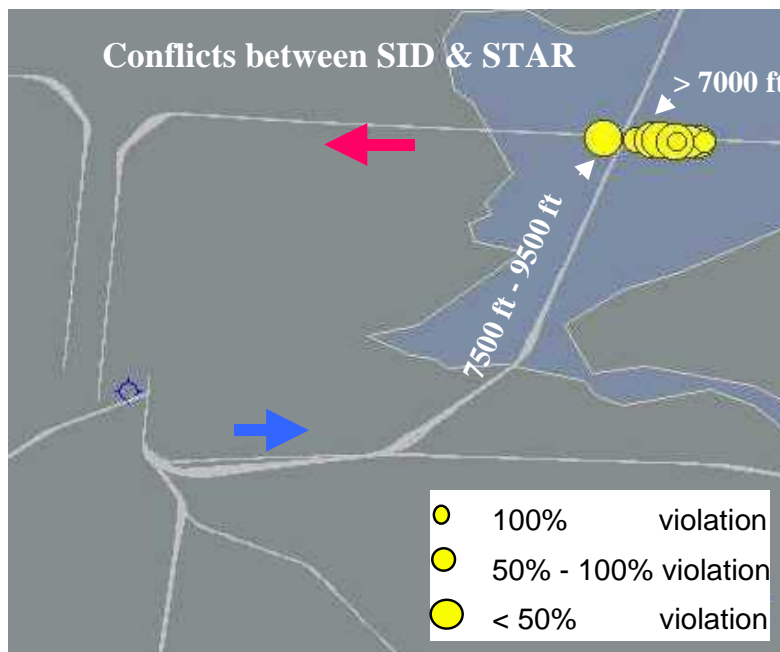 Conflicts between SID & STAR
> 7000 ft
7500 ft - 9500 ft
100% violation
50% - 100% violation
< 50% violation